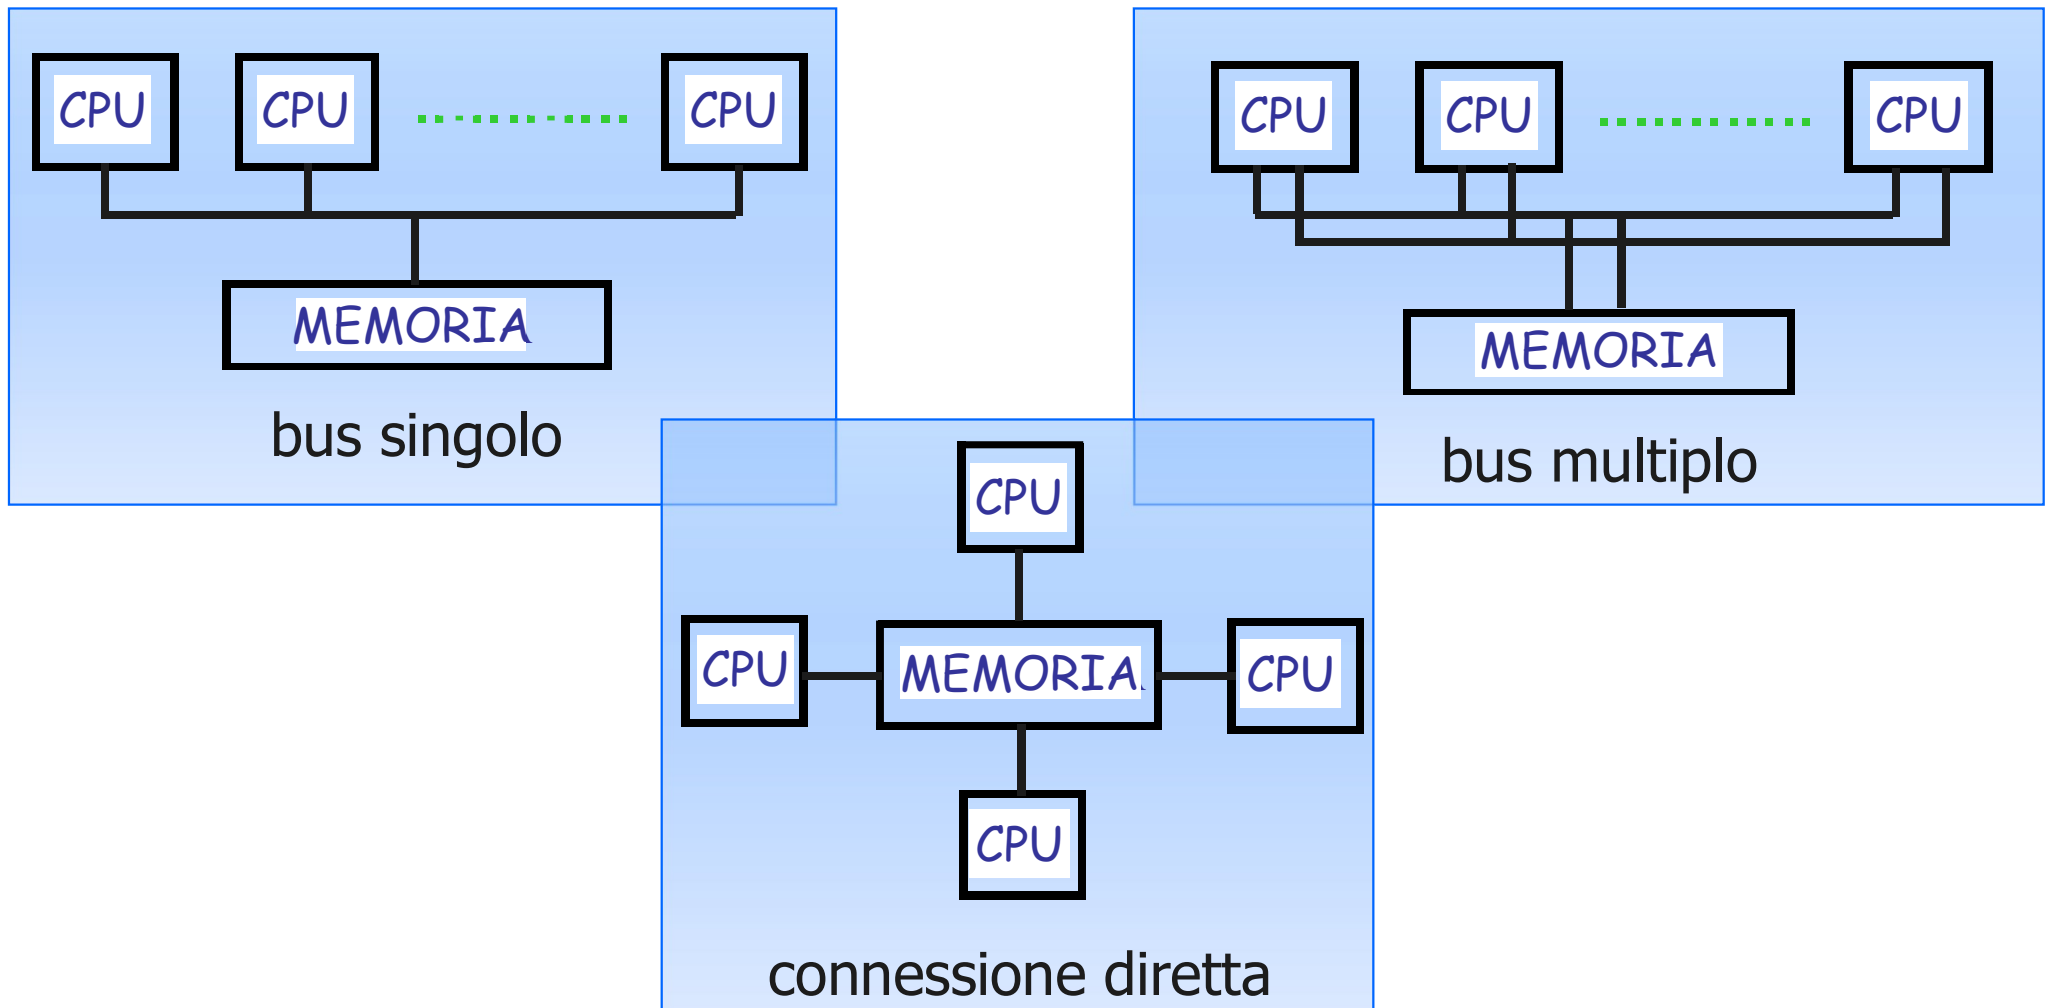 CPU CPU CPU
MEMORIA
bus singolo
CPU CPU CPU
MEMORIA
bus multiplo
CPU
CPU MEMORIA CPU
CPU
connessione diretta